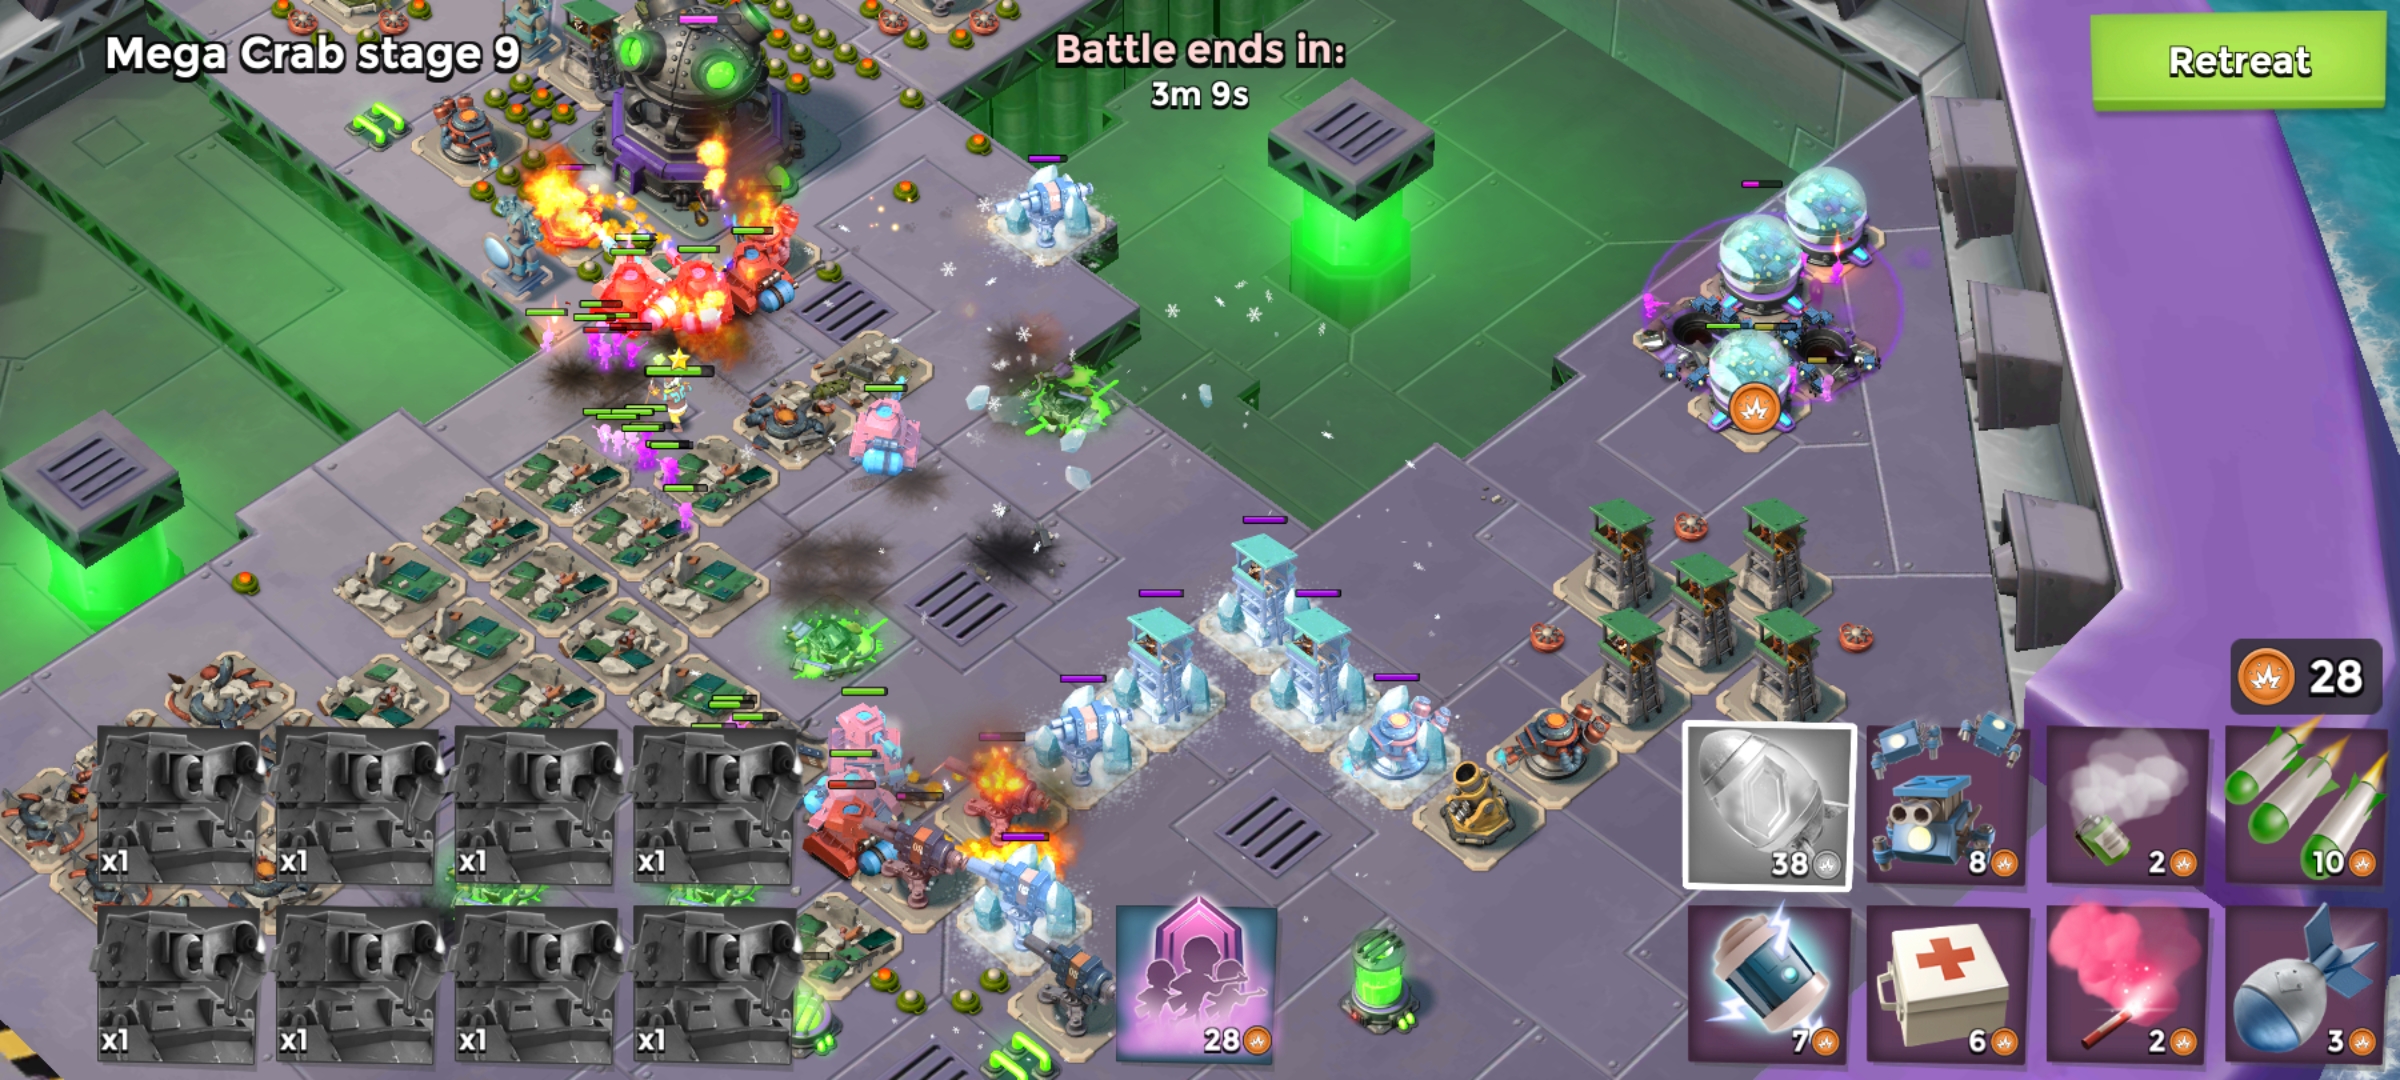 Mega Crab stage 9
Battle ends in:
3m 9s
Retreat
28
x1
x1
x1
x1
38
8
2
10
x1
x1
x1
x1
28
7
6
2
3